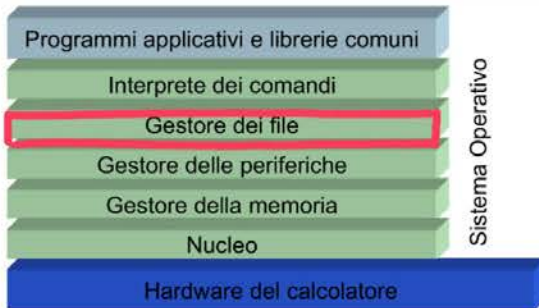 Programmi applicativi e librerie comuni
Interprete dei comandi
Gestore dei file
Gestore delle periferiche
Gestore della memoria
Nucleo
Hardware del calcolatore
Sistema Operativo